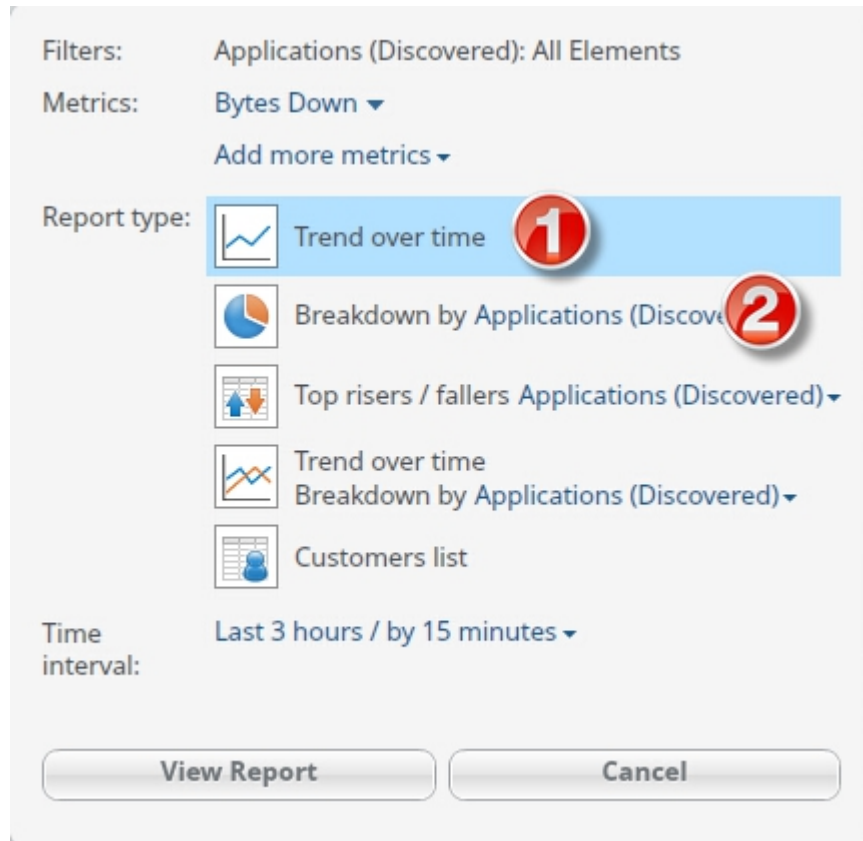 Filters: Applications (Discovered): All Elements
Metrics: Bytes Down
Add more metrics
Report type:
Trend over time 1
Breakdown by Applications (Discove 2
Top risers / fallers Applications (Discovered)
Trend over time
Breakdown by Applications (Discovered)
Customers list
Time interval: Last 3 hours / by 15 minutes
View Report Cancel